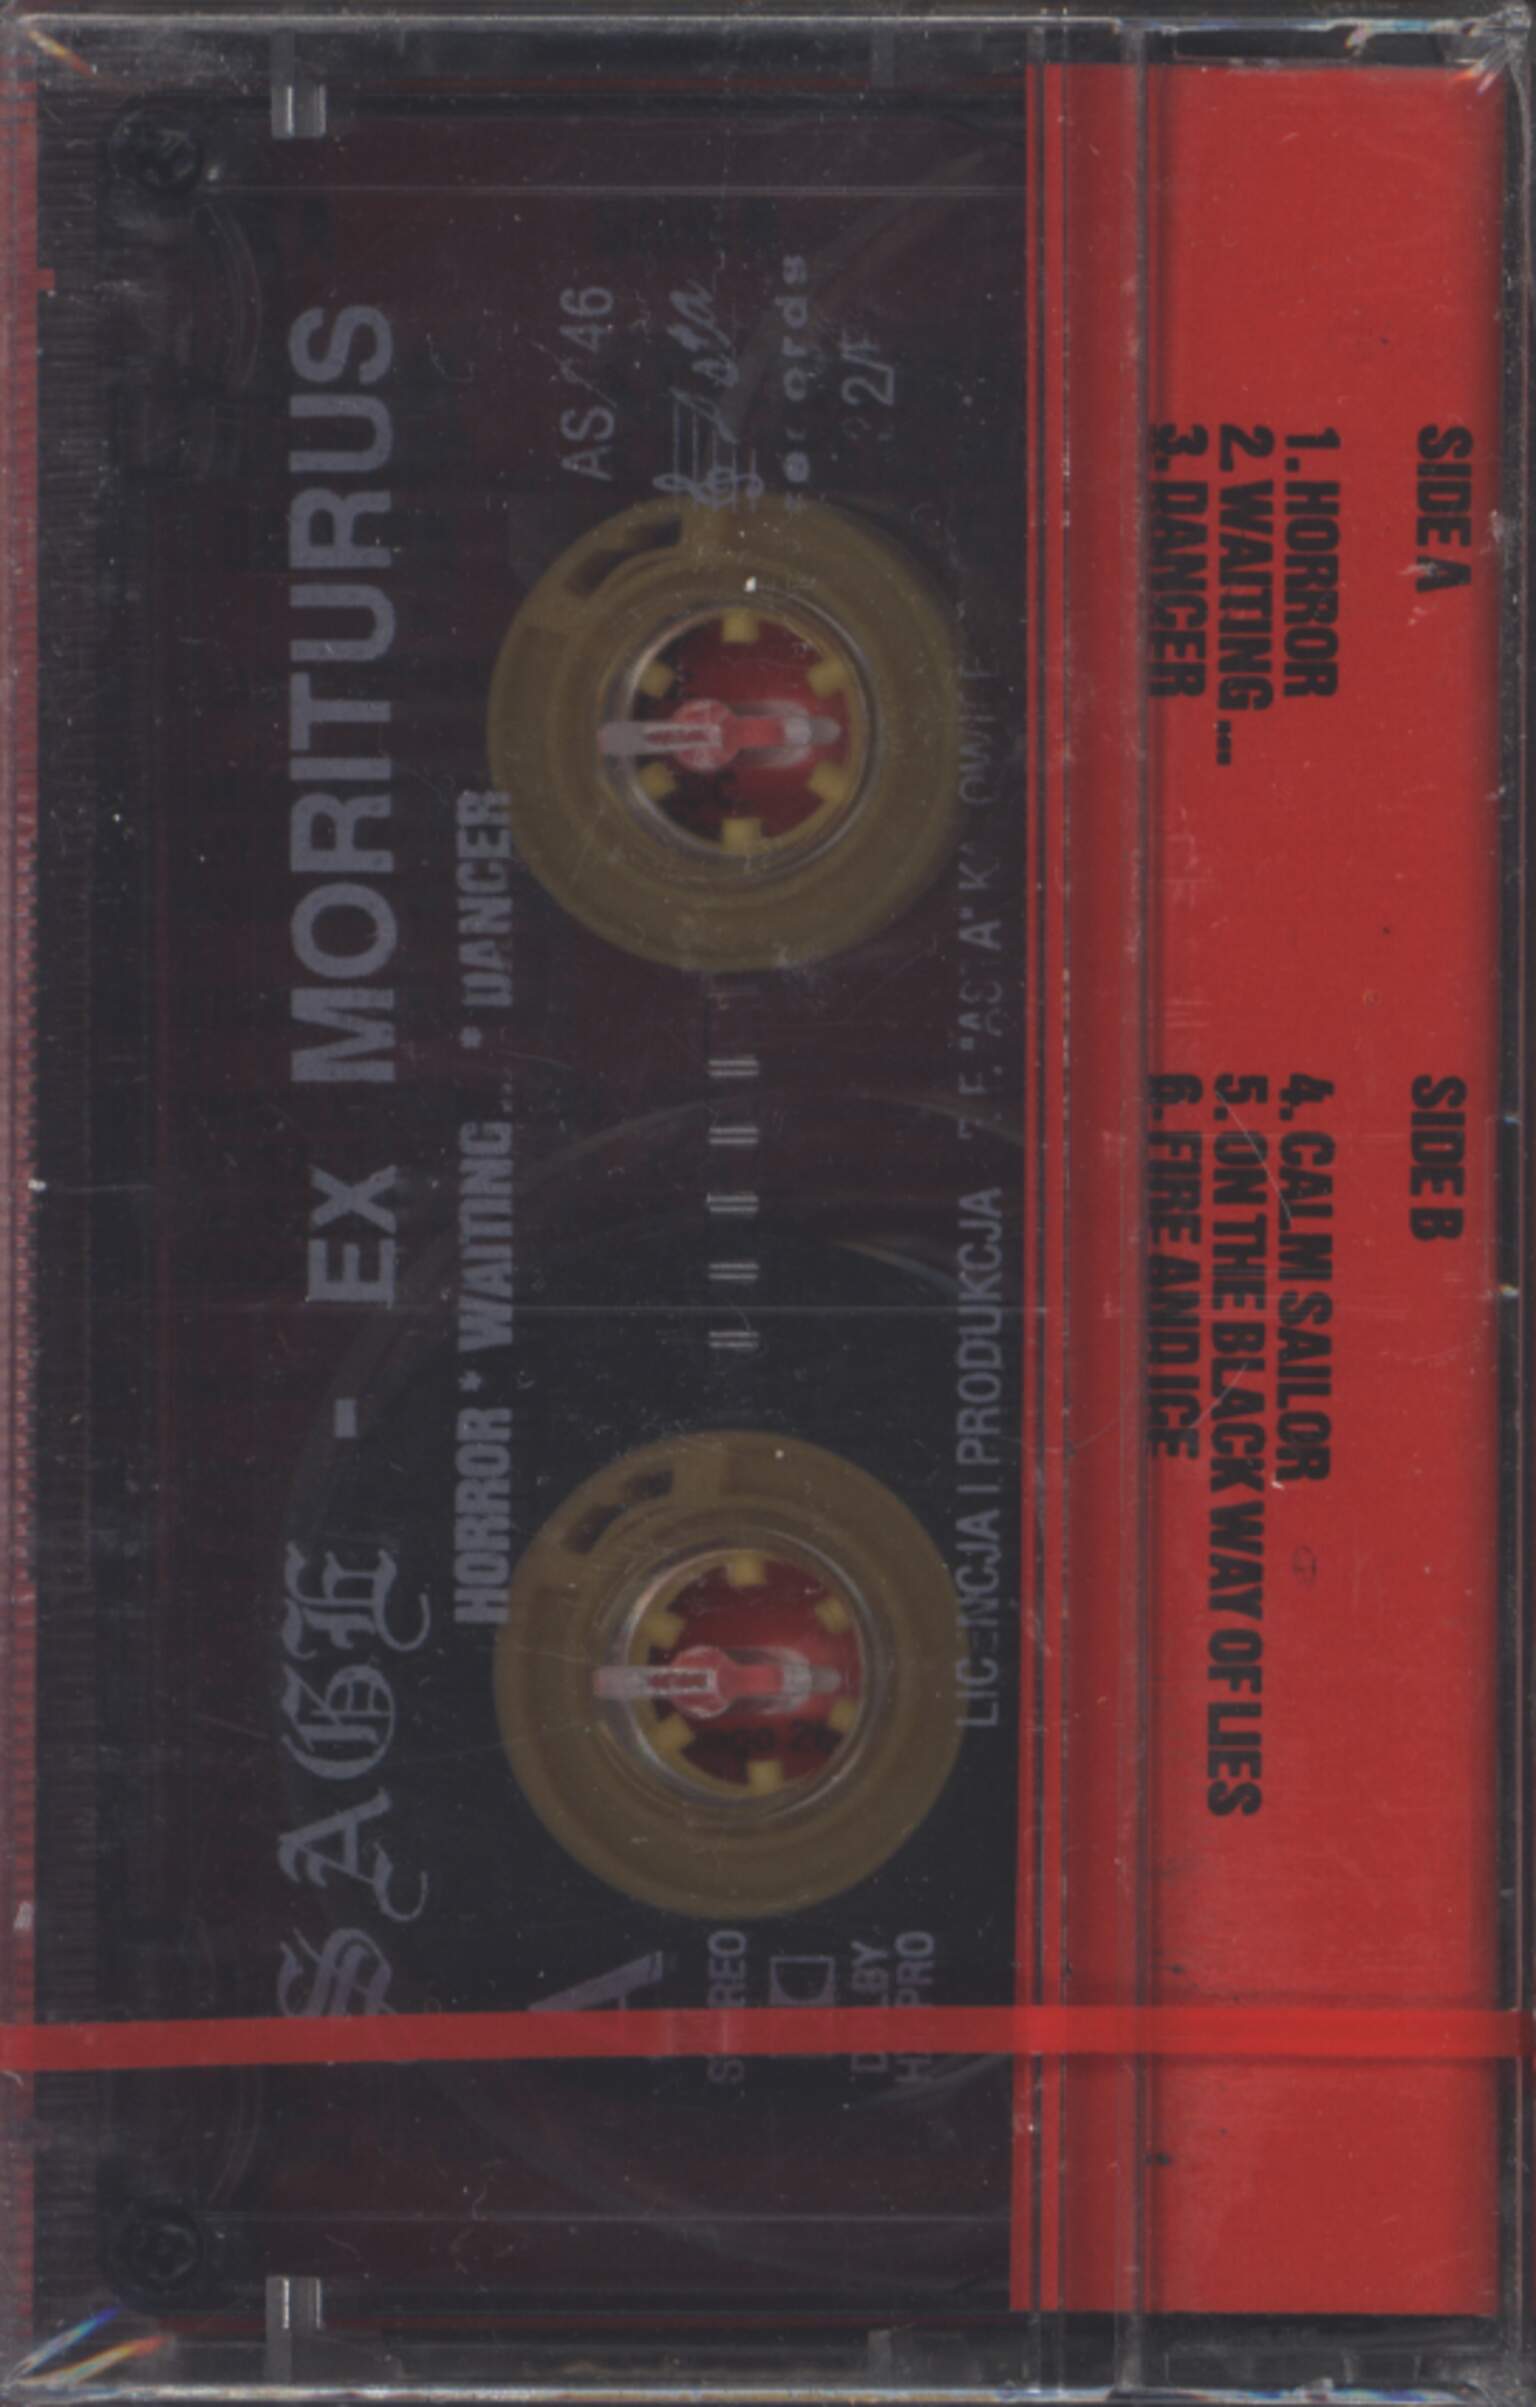 SIDE A
1. HORROR
2. WAITING ...
3. DANCER
SIDE B
4. CALM SAILOR
5. ON THE BLACK WAY OF LIES
6. FIRE AND ICE
SAGE - EX MORITURUS
HORROR * WAITING... * DANCER
A
AS 046
STEREO
records
DOLBY
HX PRO
LICENCJA I PRODUKCJA